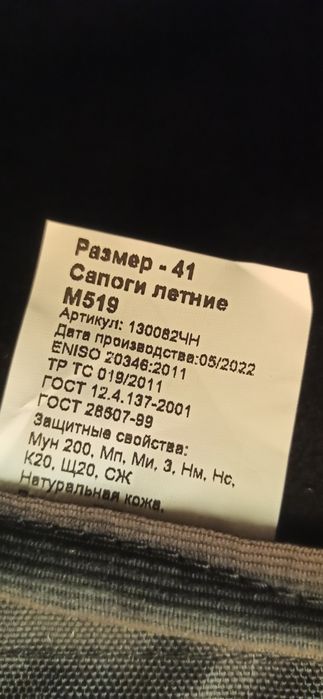 Размер - 41
Сапоги летние
М519
Артикул: 130082ЧН
Дата производства:05/2022
ENISO 20346:2011
ТР ТС 019/2011
ГОСТ 12.4.137-2001
ГОСТ 28507-99
Защитные свойства:
Мун 200, Мп, Ми, З, Нм, Нс,
К20, Щ20, СЖ
Натуральная кожа,